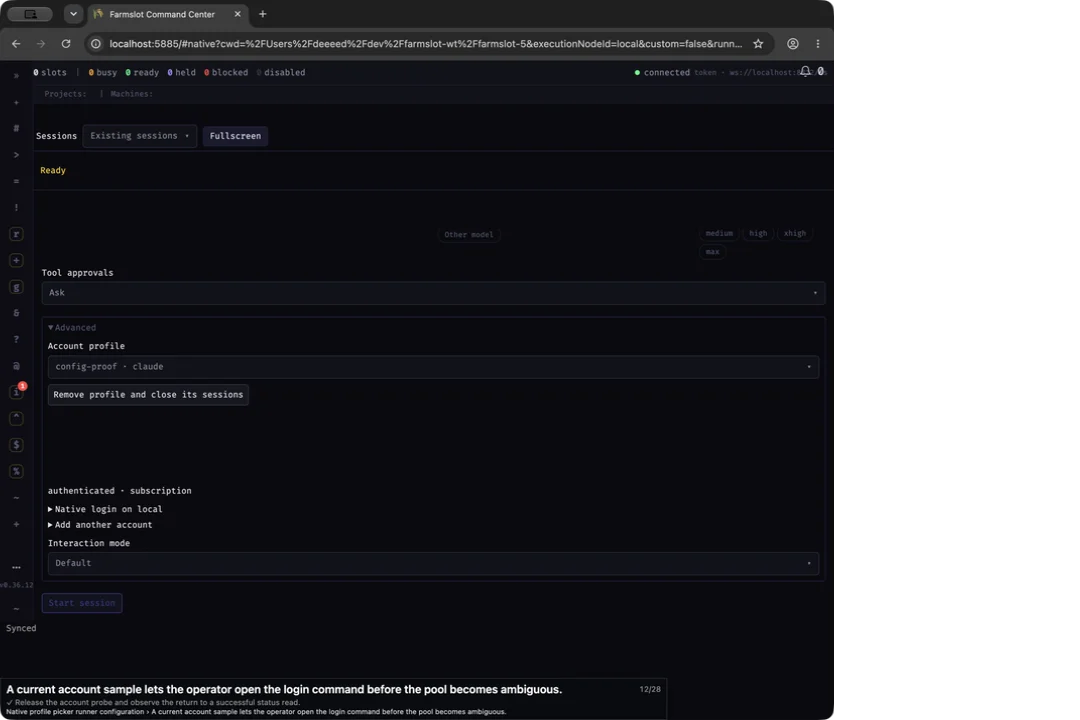 Farmslot Command Center
localhost:5885/#native?cwd=%2FUsers%2Fdeeeed%2Fdev%2Ffarmslot-wt%2Ffarmslot-5&executionNodeId=local&custom=false&runn...
0 slots | 0 busy 0 ready 0 held 0 blocked 0 disabled
connected token - ws://localhost: 0
Projects: | Machines:
Sessions Existing sessions Fullscreen
Ready
Other model medium high xhigh
max
Tool approvals
Ask
Advanced
Account profile
config-proof · claude
Remove profile and close its sessions
authenticated · subscription
Native login on local
Add another account
Interaction mode
Default
v0.36.12
Start session
Synced
A current account sample lets the operator open the login command before the pool becomes ambiguous. 12/28
✓ Release the account probe and observe the return to a successful status read.
Native profile picker runner configuration › A current account sample lets the operator open the login command before the pool becomes ambiguous.